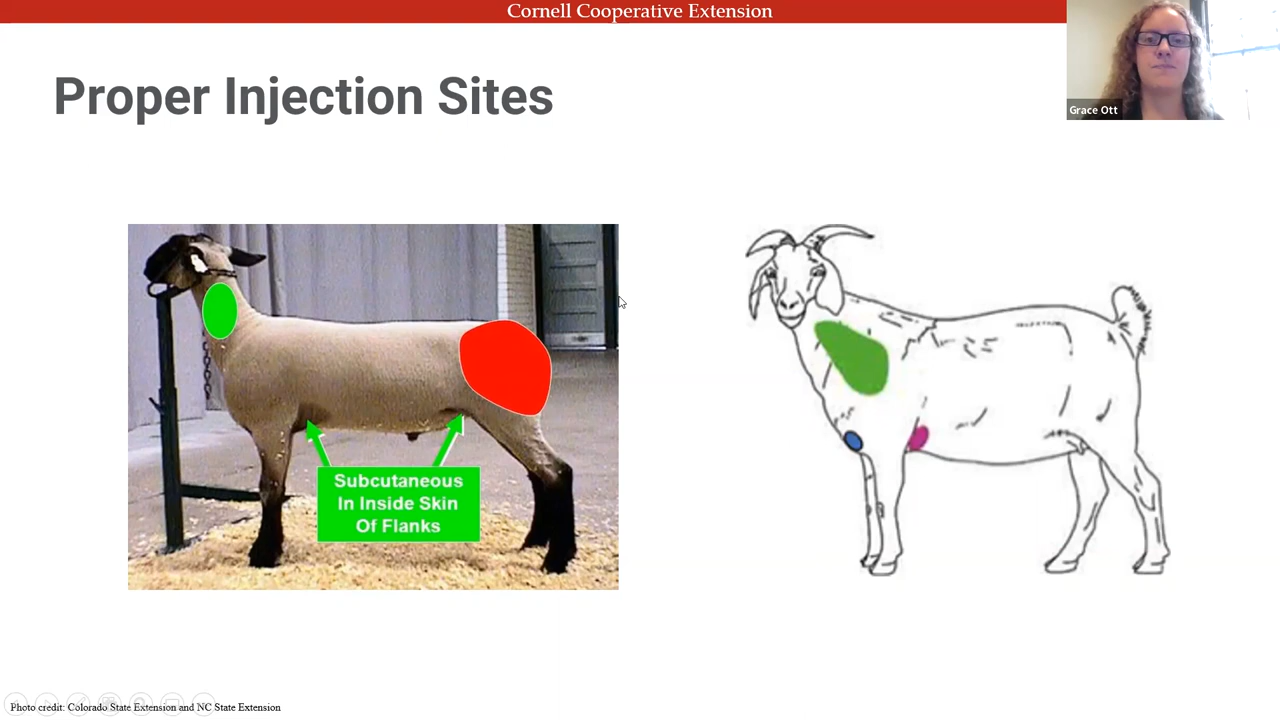 Cornell Cooperative Extension
Grace Ott
Proper Injection Sites
Subcutaneous
In Inside Skin
Of Flanks
Photo credit: Colorado State Extension and NC State Extension